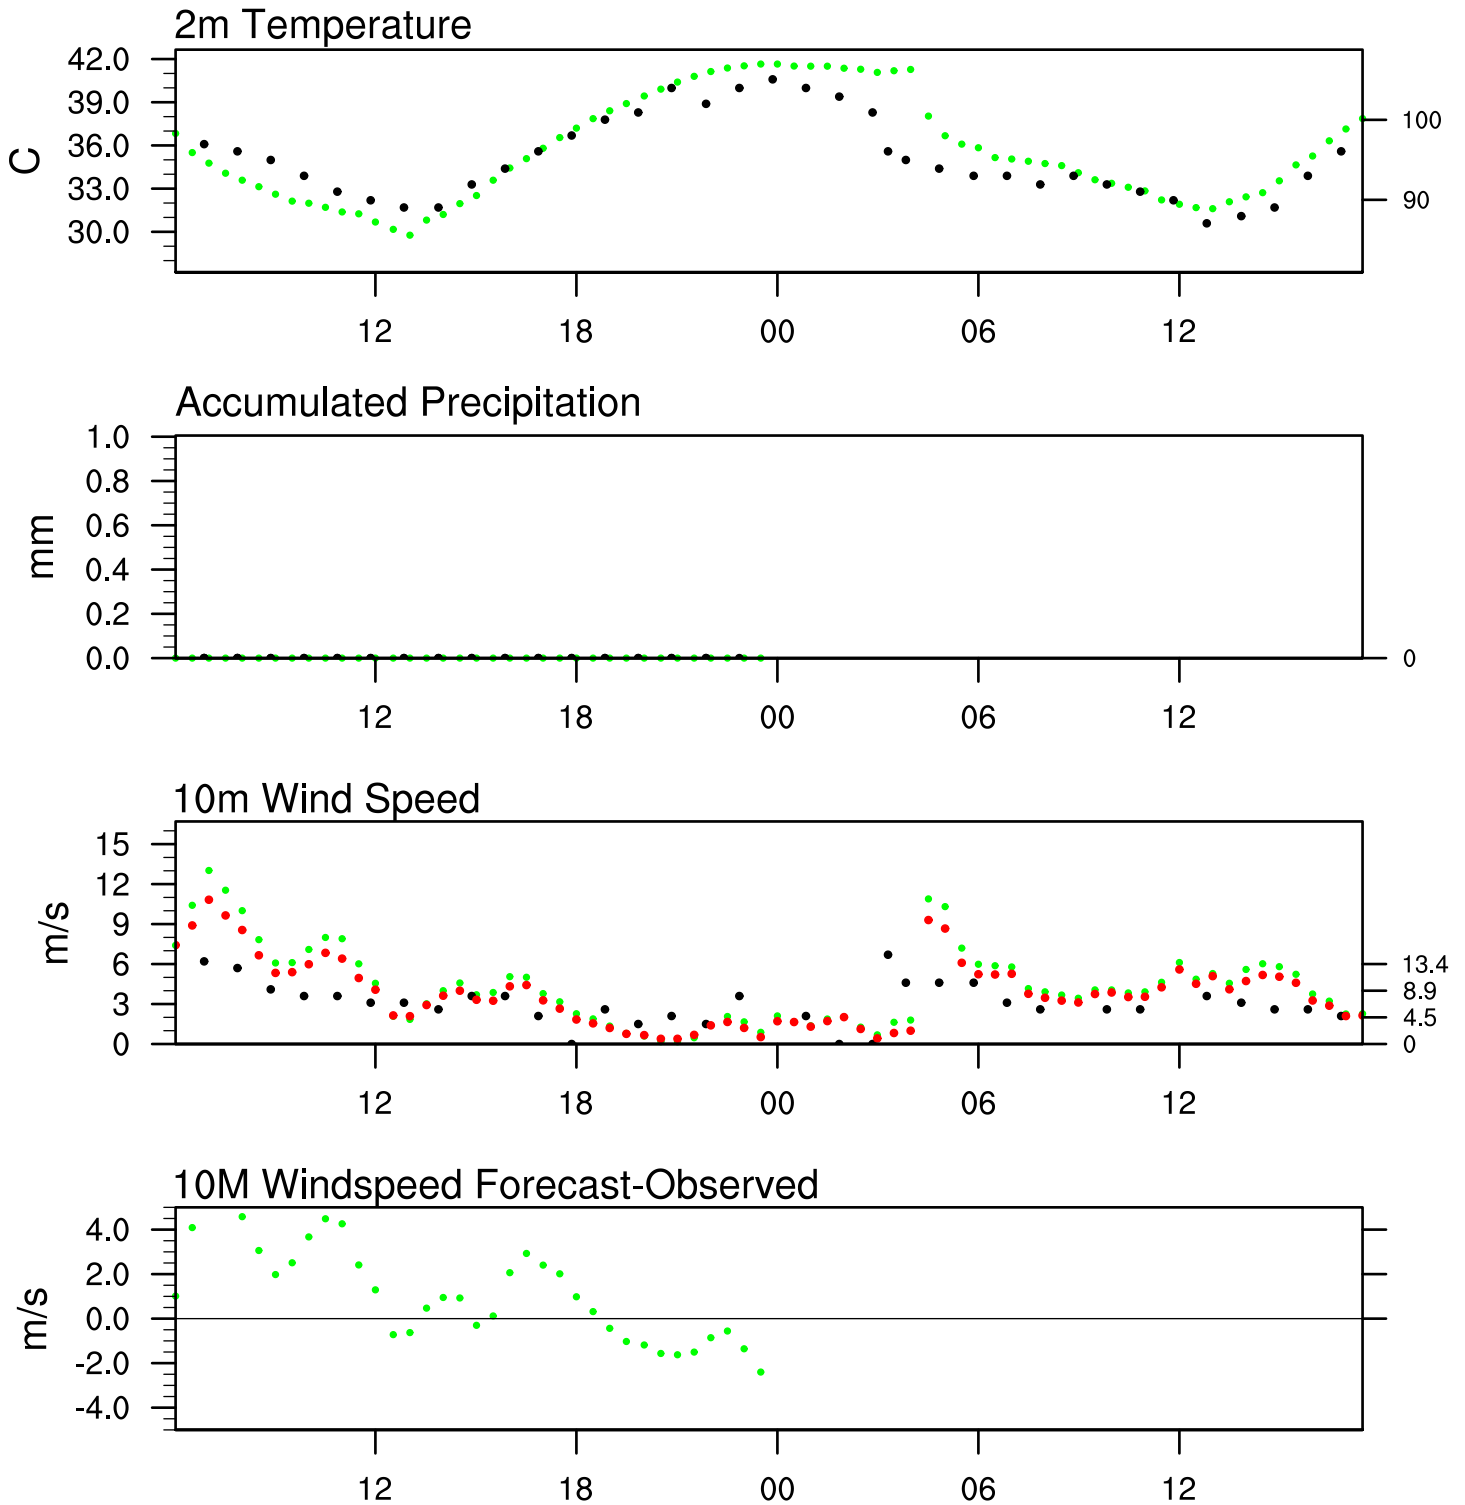 2m Temperature
42.0
39.0
36.0
33.0
30.0
C
100
90
12 18 00 06 12
Accumulated Precipitation
1.0
0.8
0.6
0.4
0.2
0.0
mm
0
12 18 00 06 12
10m Wind Speed
15
12
9
6
3
0
m/s
13.4
8.9
4.5
0
12 18 00 06 12
10M Windspeed Forecast-Observed
4.0
2.0
0.0
-2.0
-4.0
m/s
12 18 00 06 12